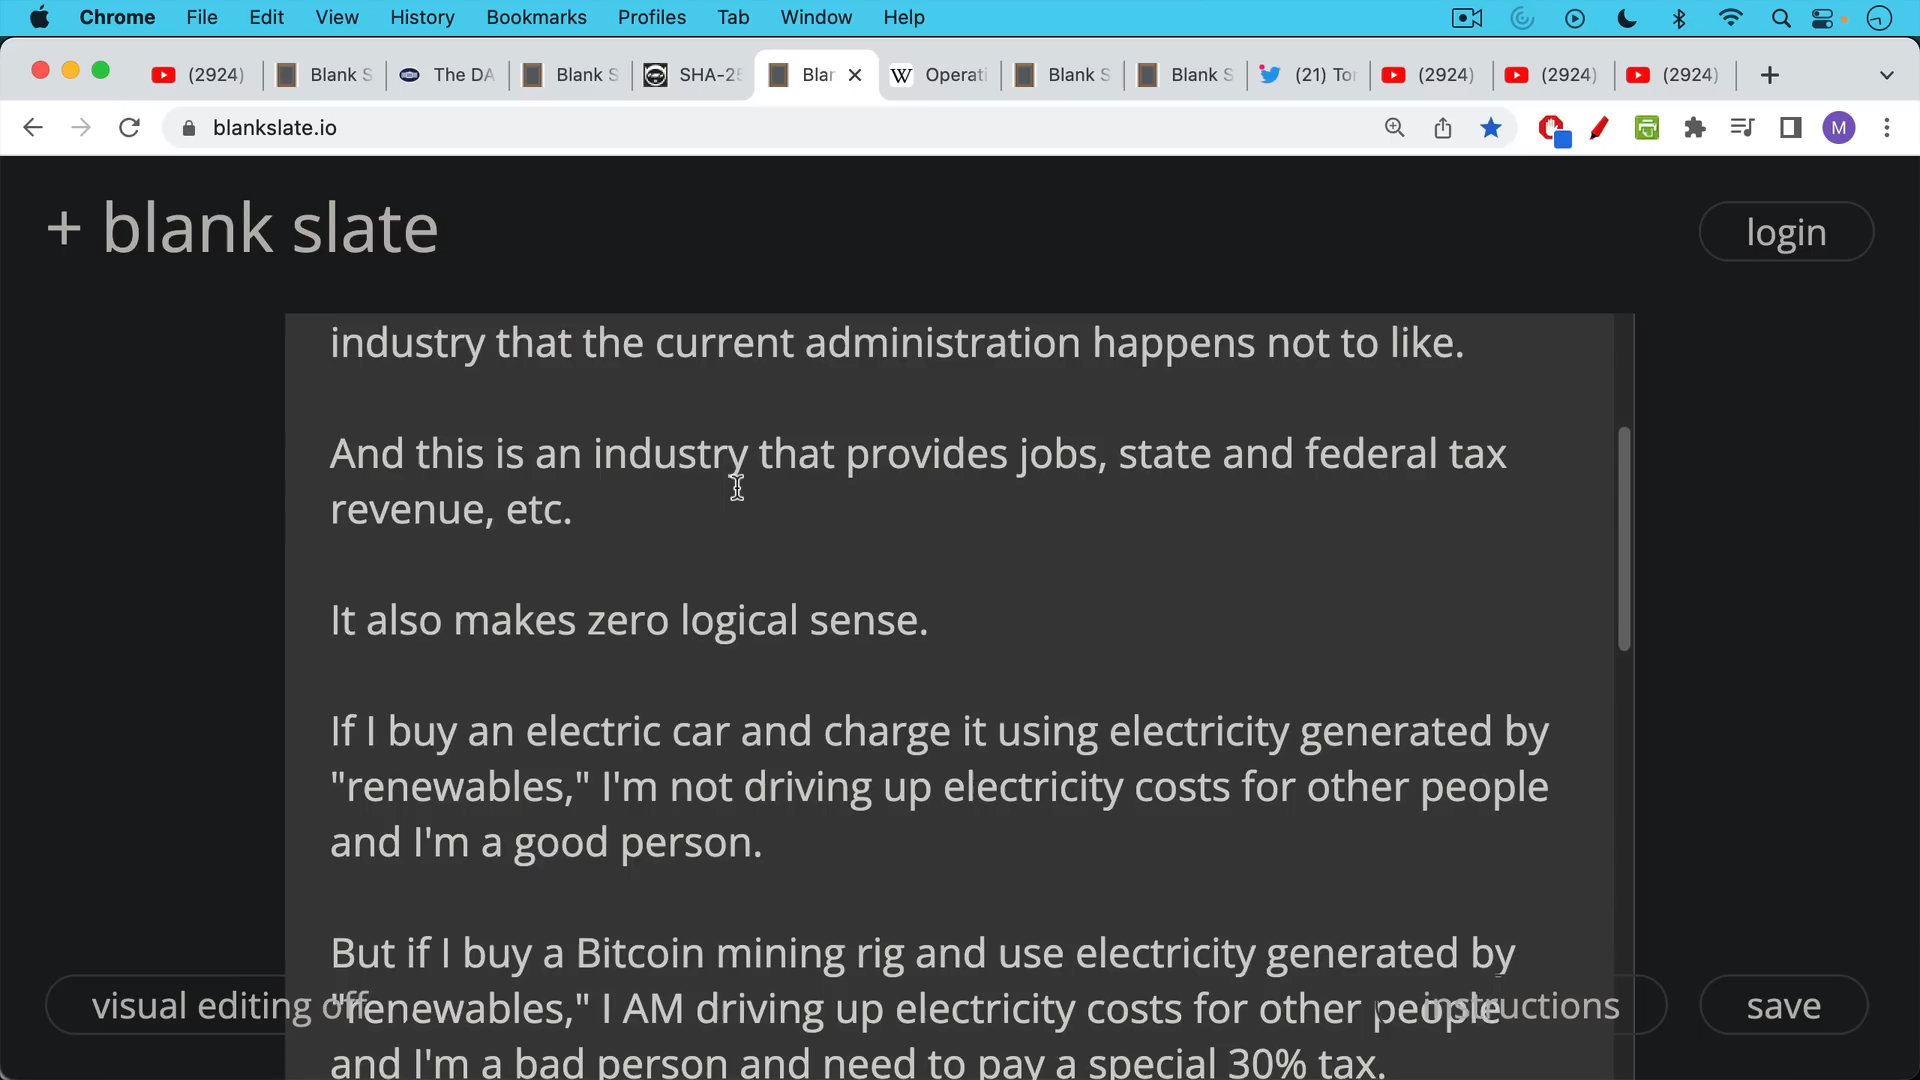 Chrome File Edit View History Bookmarks Profiles Tab Window Help
(2924) Blank S The DA Blank S SHA-25 Blan Operati Blank S Blank S (21) To (2924) (2924) (2924)
blankslate.io M
+ blank slate
login
industry that the current administration happens not to like.
And this is an industry that provides jobs, state and federal tax
revenue, etc.
It also makes zero logical sense.
If I buy an electric car and charge it using electricity generated by
"renewables," I'm not driving up electricity costs for other people
and I'm a good person.
But if I buy a Bitcoin mining rig and use electricity generated by
"renewables," I AM driving up electricity costs for other people
and I'm a bad person and need to pay a special 30% tax.
visual editing off
instructions
save